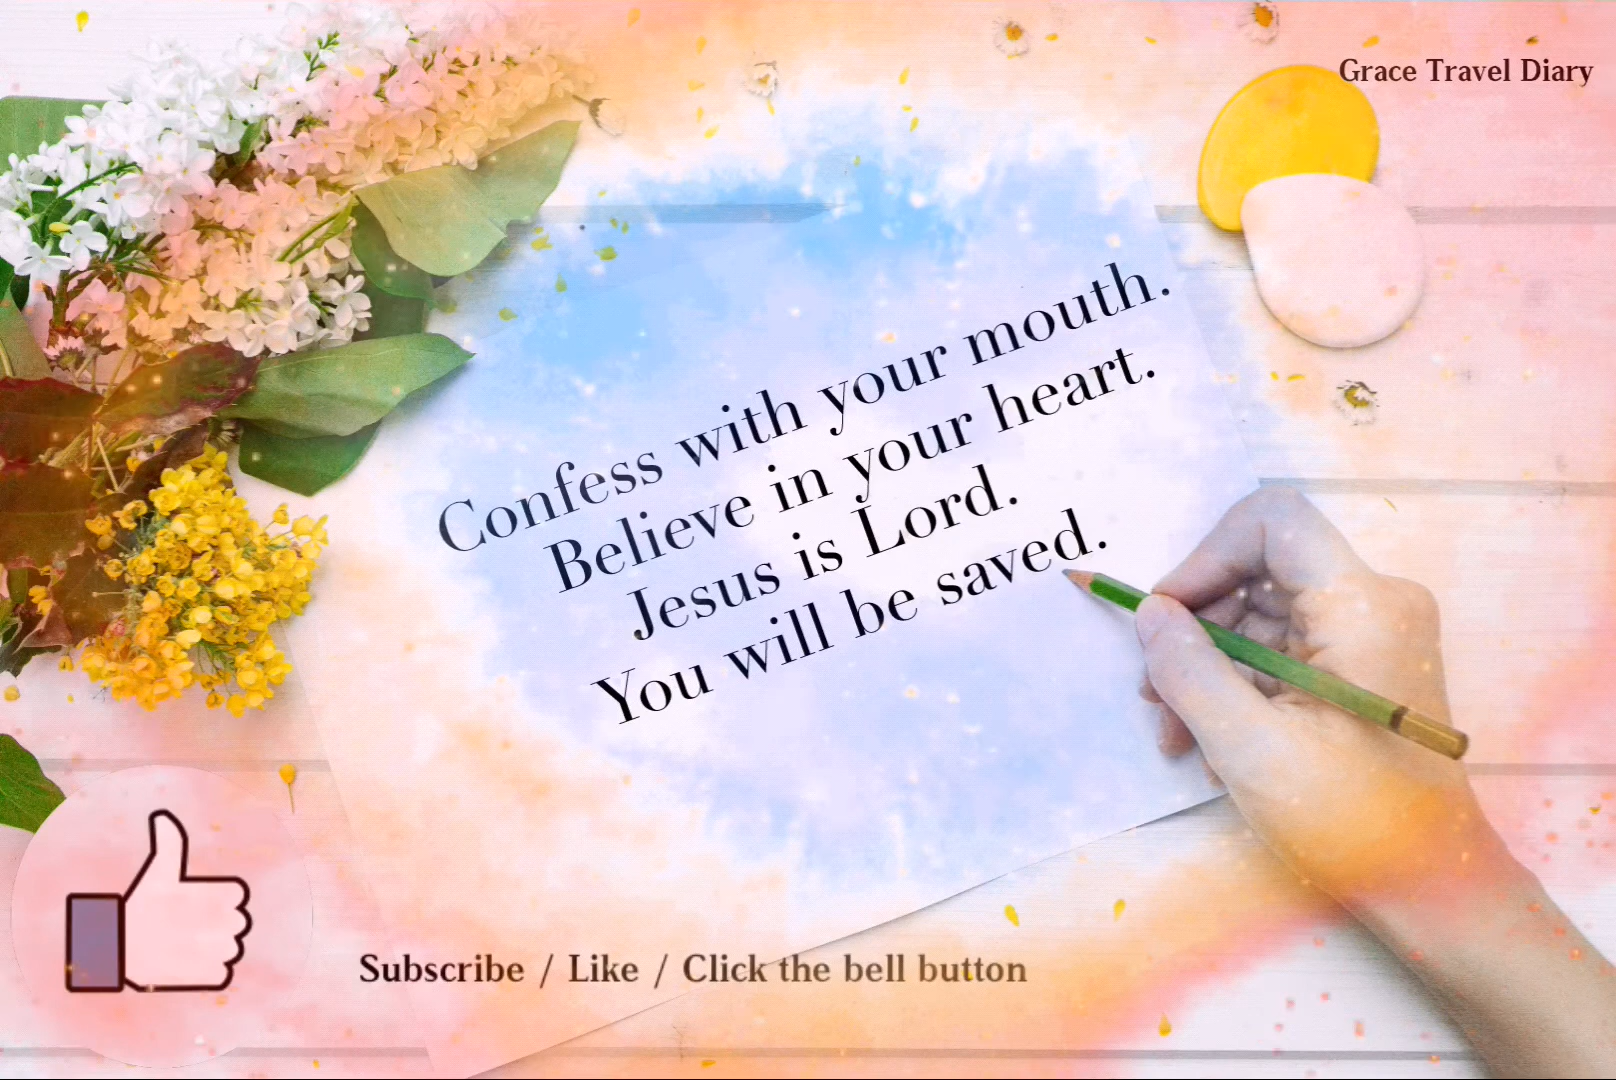 Grace Travel Diary
Confess with your mouth.
Believe in your heart.
Jesus is Lord.
You will be saved.
Subscribe / Like / Click the bell button